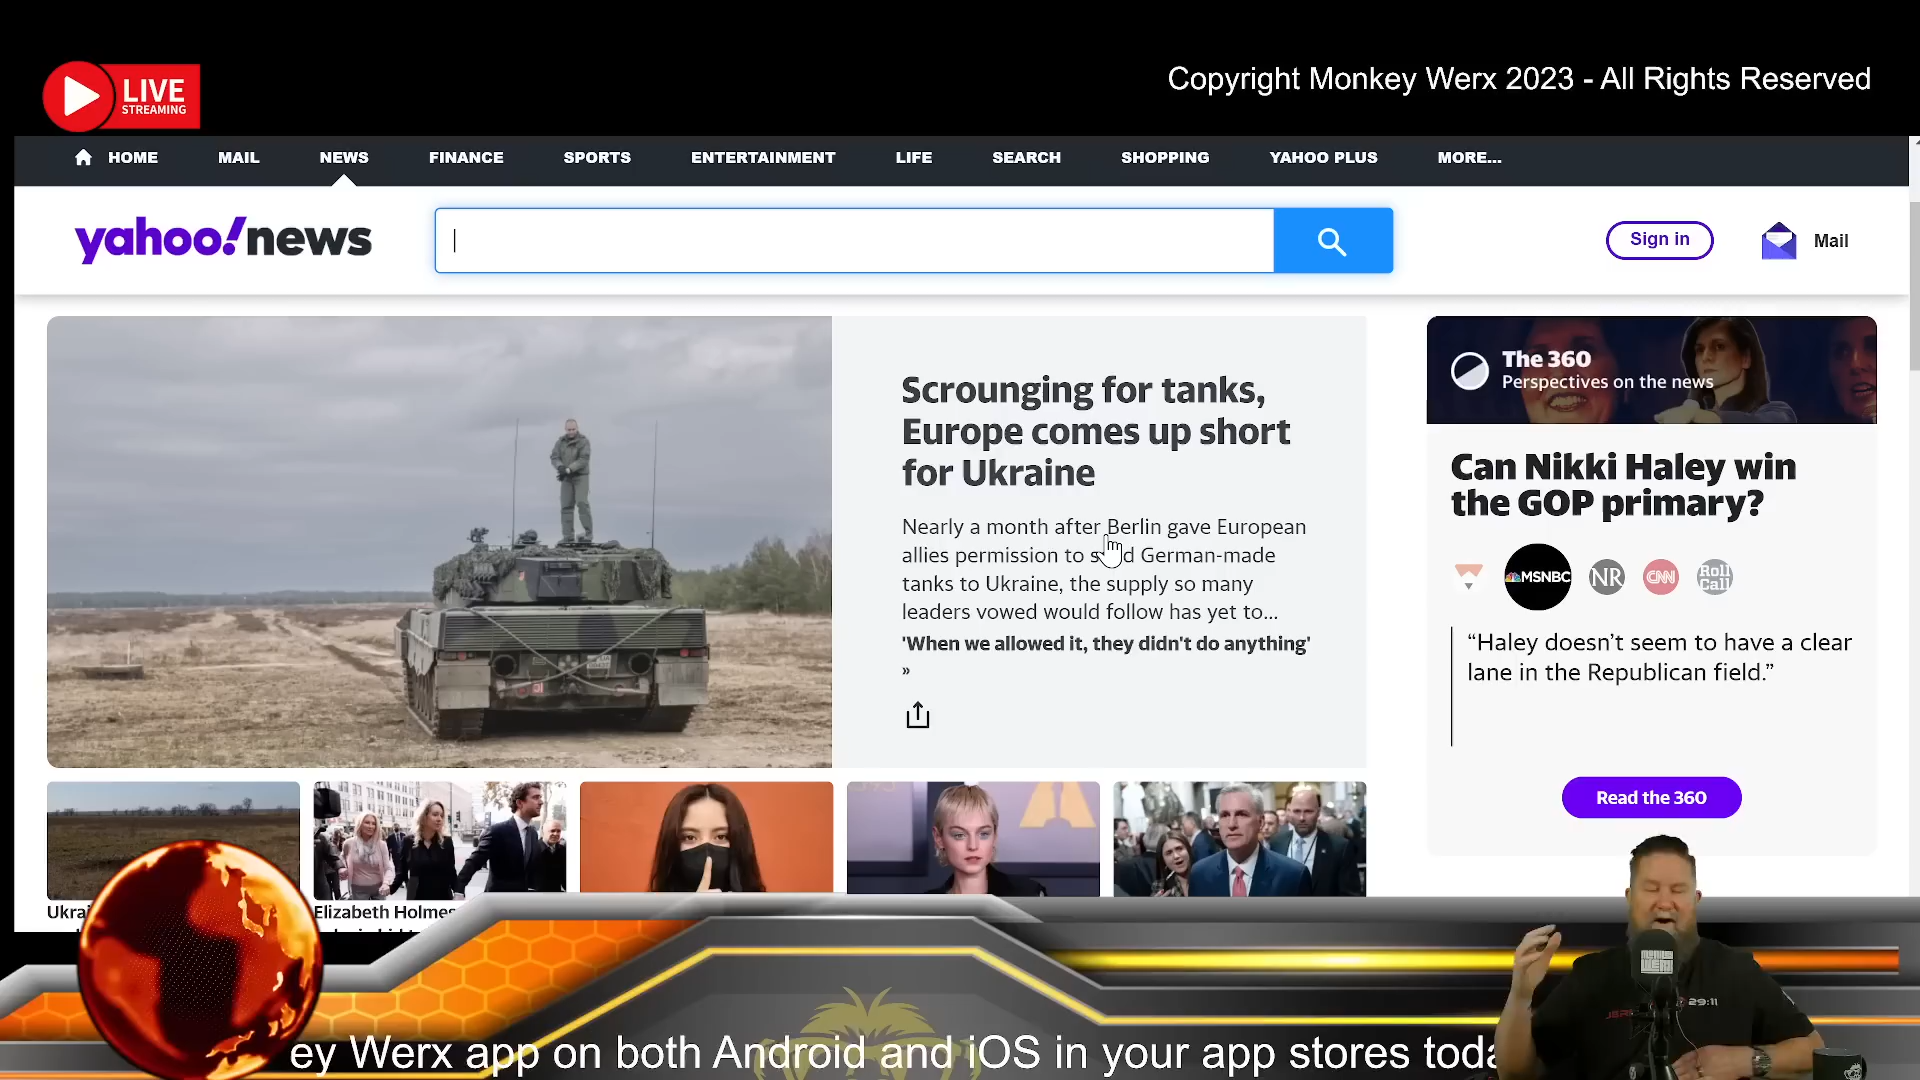 LIVE
STREAMING
Copyright Monkey Werx 2023 - All Rights Reserved
HOME MAIL NEWS FINANCE SPORTS ENTERTAINMENT LIFE SEARCH SHOPPING YAHOO PLUS MORE...
yahoo!news
Sign in
Mail
Scrounging for tanks,
Europe comes up short
for Ukraine
Nearly a month after Berlin gave European
allies permission to German-made
tanks to Ukraine, the supply so many
leaders vowed would follow has yet to...
'When we allowed it, they didn't do anything'
»
The 360
Perspectives on the news
Can Nikki Haley win
the GOP primary?
MSNBC
NR
CNN
Roll
Call
“Haley doesn’t seem to have a clear
lane in the Republican field.”
Read the 360
Elizabeth Holmes
29:11
ey Werx app on both Android and iOS in your app stores toda